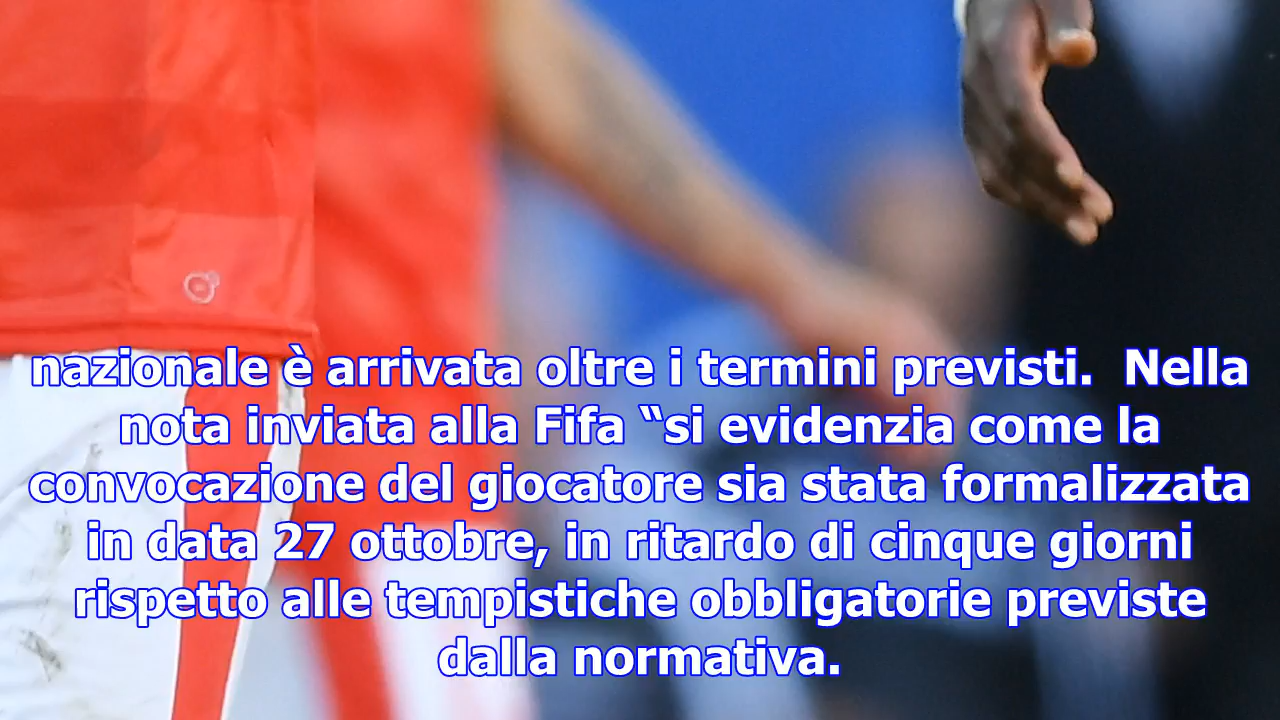 nazionale è arrivata oltre i termini previsti.  Nella
nota inviata alla Fifa “si evidenzia come la
convocazione del giocatore sia stata formalizzata
in data 27 ottobre, in ritardo di cinque giorni
rispetto alle tempistiche obbligatorie previste
dalla normativa.